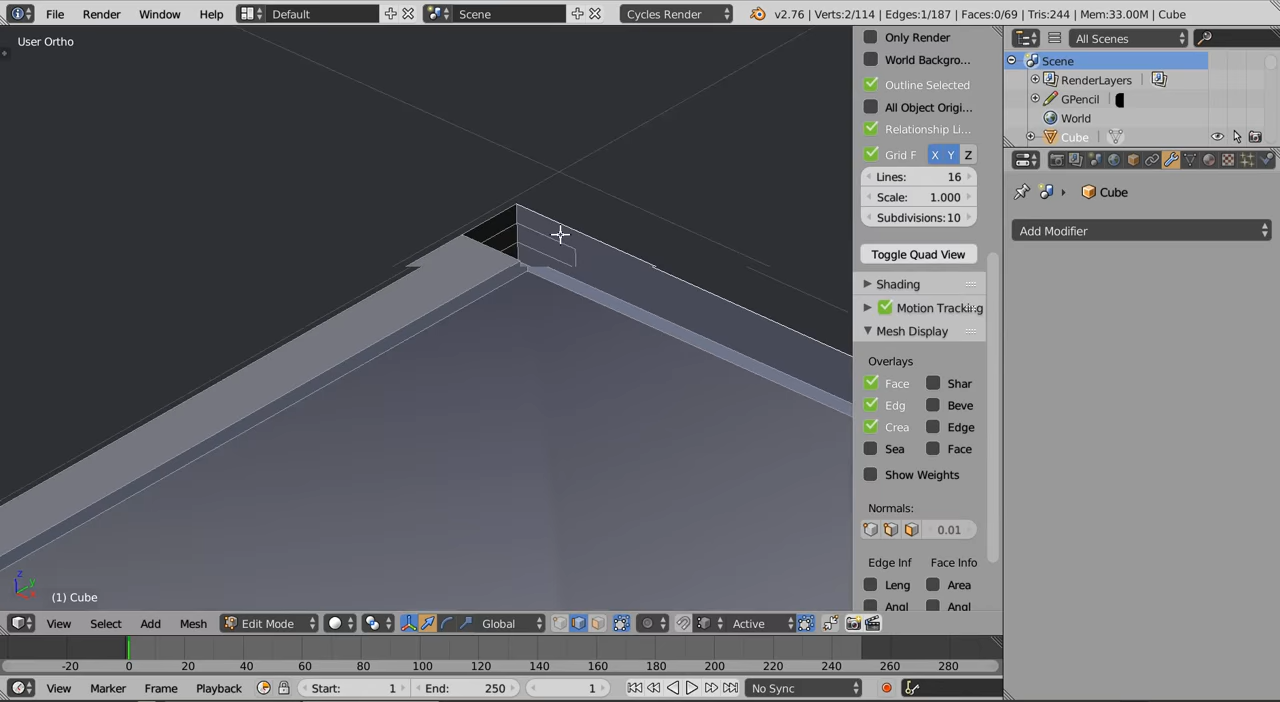 File Render Window Help Default Scene Cycles Render v2.76 | Verts:2/114 | Edges:1/187 | Faces:0/69 | Tris:244 | Mem:33.00M | Cube
User Ortho
Only Render
World Backgro...
Outline Selected
All Object Origi...
Relationship Li...
Grid F X Y Z
Lines: 16
Scale: 1.000
Subdivisions: 10
Toggle Quad View
Shading
Motion Tracking
Mesh Display
Overlays
Face Shar
Edg Beve
Crea Edge
Sea Face
Show Weights
Normals:
0.01
Edge Inf Face Info
Leng Area
Angl Angl
All Scenes
Scene
RenderLayers
GPencil
World
Cube
Cube
Add Modifier
z y
(1) Cube
View Select Add Mesh Edit Mode Global Active
-20 0 20 40 60 80 100 120 140 160 180 200 220 240 260 280
View Marker Frame Playback Start: 1 End: 250 1 No Sync